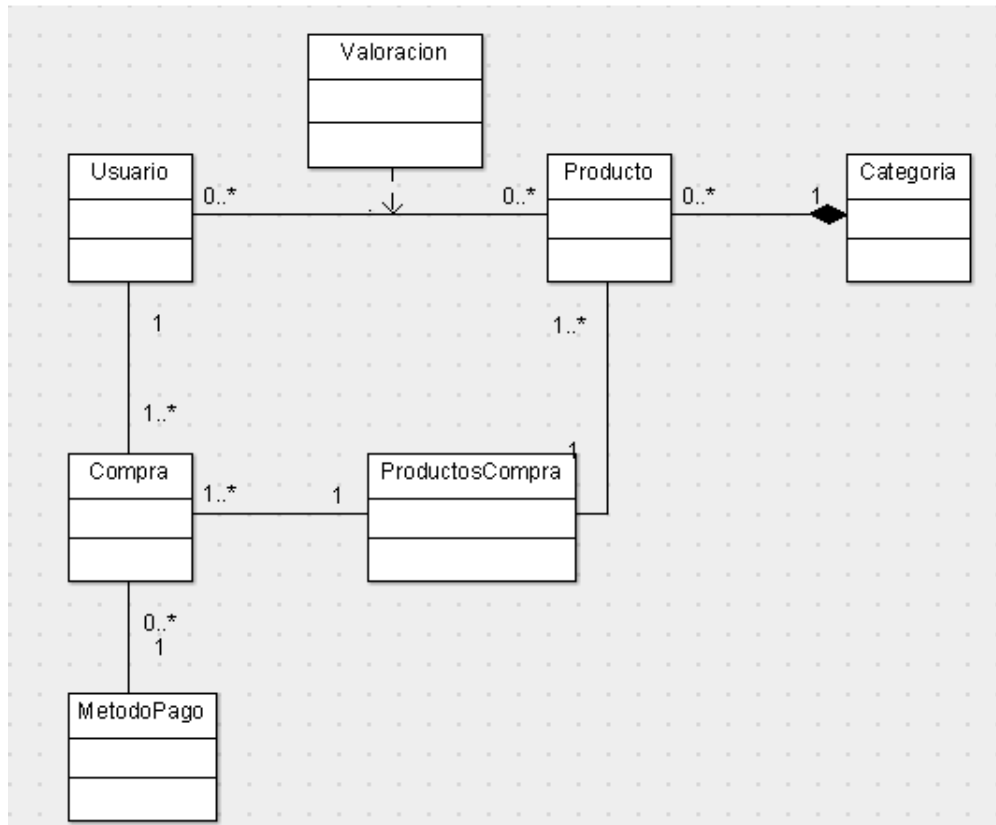 Valoracion
Usuario
Producto
Categoria
0..*
0..*
0..*
1
1
1..*
1..*
Compra
ProductosCompra
1
1..*
1
0..*
1
MetodoPago